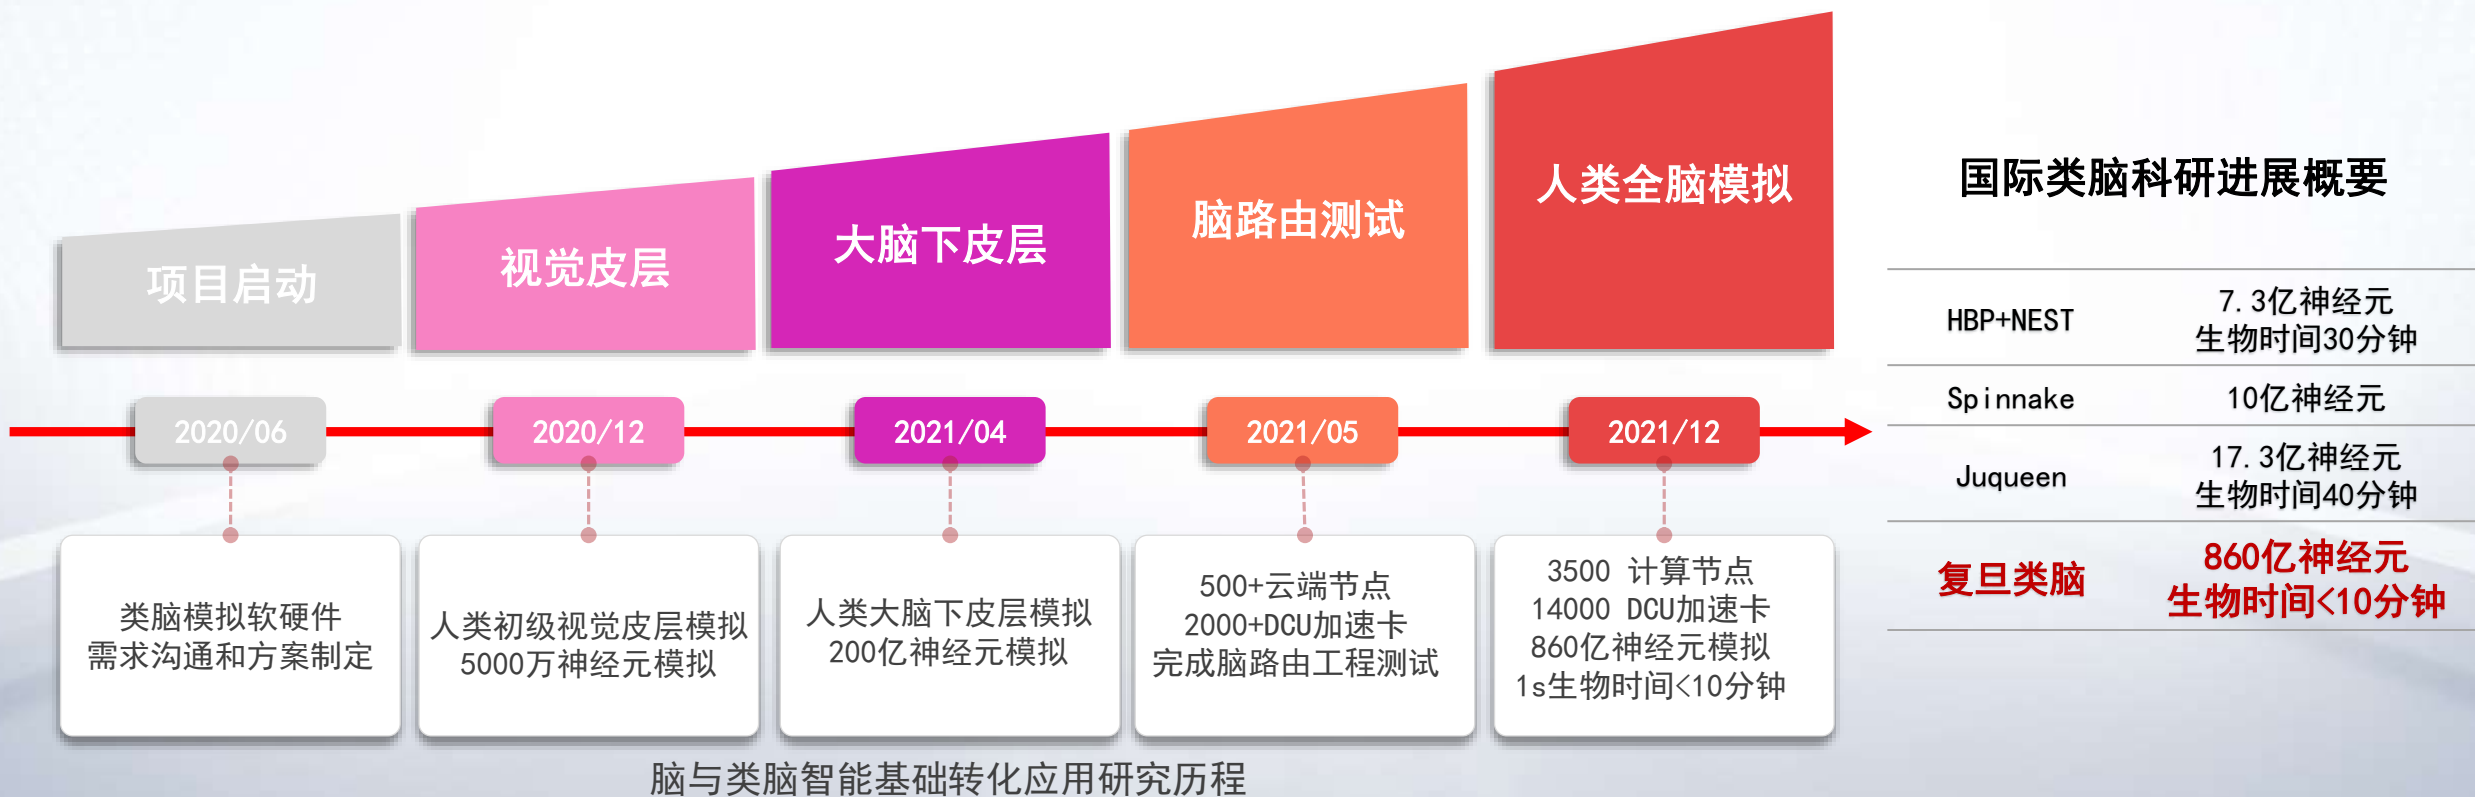 项目启动
视觉皮层
大脑下皮层
脑路由测试
人类全脑模拟
2020/06
2020/12
2021/04
2021/05
2021/12
类脑模拟软硬件
需求沟通和方案制定
人类初级视觉皮层模拟
5000万神经元模拟
人类大脑下皮层模拟
200亿神经元模拟
500+云端节点
2000+DCU加速卡
完成脑路由工程测试
3500 计算节点
14000 DCU加速卡
860亿神经元模拟
1s生物时间<10分钟
脑与类脑智能基础转化应用研究历程
国际类脑科研进展概要
HBP+NEST
7.3亿神经元
生物时间30分钟
Spinnake
10亿神经元
Juqueen
17.3亿神经元
生物时间40分钟
复旦类脑
860亿神经元
生物时间<10分钟